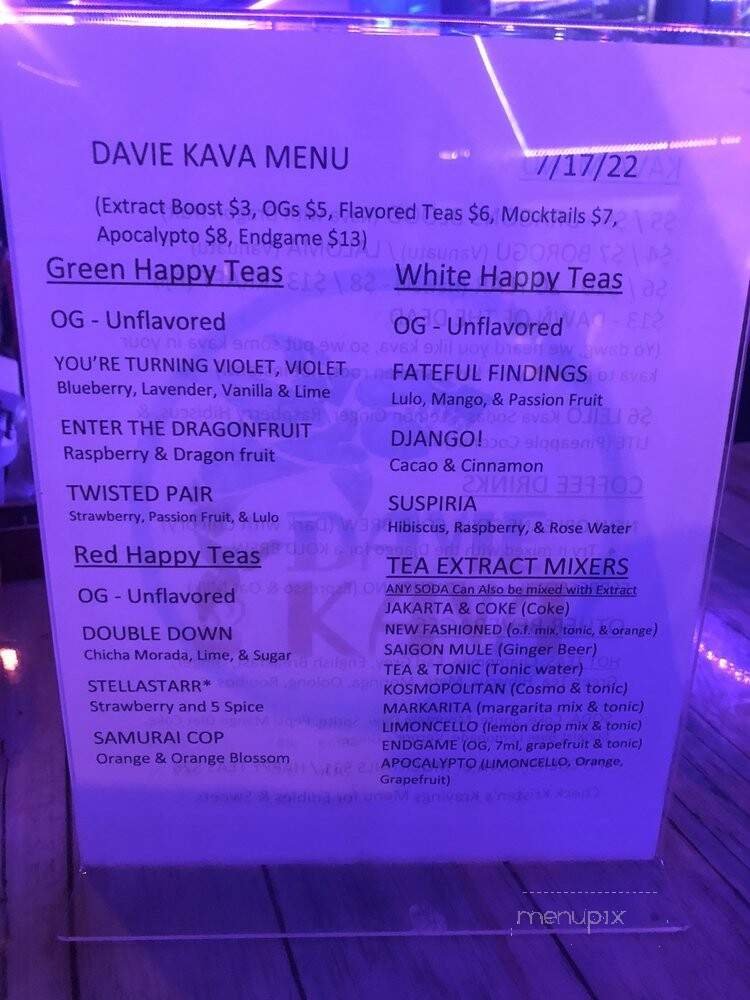 DAVIE KAVA MENU 7/17/22
(Extract Boost $3, OGs $5, Flavored Teas $6, Mocktails $7,
Apocalypto $8, Endgame $13)
Green Happy Teas
OG - Unflavored
YOU'RE TURNING VIOLET, VIOLET
Blueberry, Lavender, Vanilla & Lime
ENTER THE DRAGONFRUIT
Raspberry & Dragon fruit
TWISTED PAIR
Strawberry, Passion Fruit, & Lulo
Red Happy Teas
OG - Unflavored
DOUBLE DOWN
Chicha Morada, Lime, & Sugar
STELLASTARR*
Strawberry and 5 Spice
SAMURAI COP
Orange & Orange Blossom
White Happy Teas
OG - Unflavored
FATEFUL FINDINGS
Lulo, Mango, & Passion Fruit
DJANGO!
Cacao & Cinnamon
SUSPIRIA
Hibiscus, Raspberry, & Rose Water
TEA EXTRACT MIXERS
ANY SODA Can Also be mixed with Extract
JAKARTA & COKE (Coke)
NEW FASHIONED (o.f. mix, tonic, & orange)
SAIGON MULE (Ginger Beer)
TEA & TONIC (Tonic water)
KOSMOPOLITAN (Cosmo & tonic)
MARKARITA (margarita mix & tonic)
LIMONCELLO (lemon drop mix & tonic)
ENDGAME (OG, 7ml, grapefruit & tonic)
APOCALYPTO (LIMONCELLO, Orange,
Grapefruit)
menupix